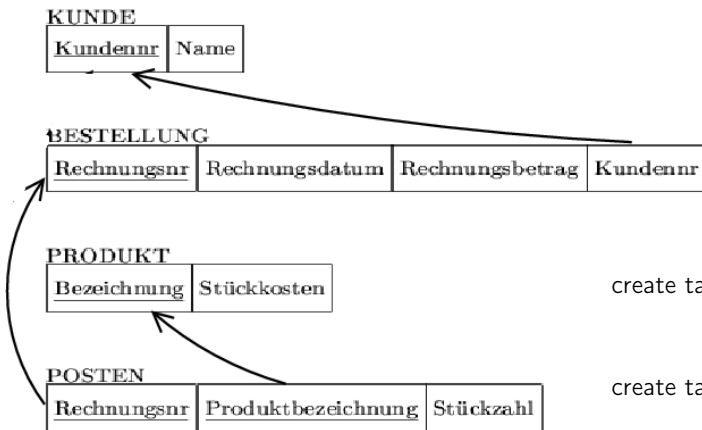 KUNDE
Kundennr Name
BESTELLUNG
Rechnungsnr Rechnungsdatum Rechnungsbetrag Kundennr
PRODUKT
Bezeichnung Stückkosten
create ta
POSTEN
create ta
Rechnungsnr Produktbezeichnung Stückzahl